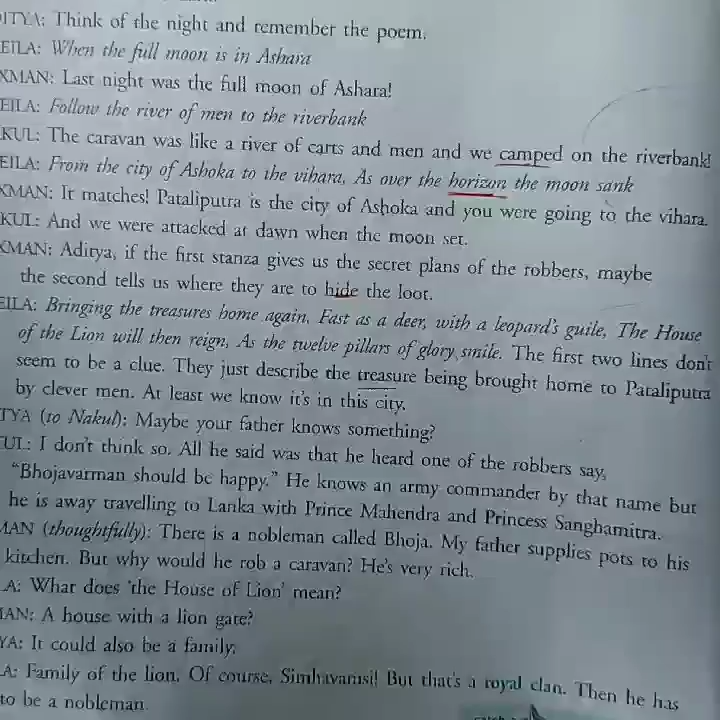 ITYA: Think of the night and remember the poem.
EILA: When the full moon is in Ashara
XMAN: Last night was the full moon of Ashara!
EILA: Follow the river of men to the riverbank
KUL: The caravan was like a river of carts and men and we camped on the riverbank!
EILA: From the city of Ashoka to the vihara, As over the horizon the moon sank
XMAN: It matches! Pataliputra is the city of Ashoka and you were going to the vihara.
KUL: And we were attacked at dawn when the moon set.
XMAN: Aditya, if the first stanza gives us the secret plans of the robbers, maybe
the second tells us where they are to hide the loot.
EILA: Bringing the treasures home again, Fast as a deer, with a leopard's guile, The House
of the Lion will then reign, As the twelve pillars of glory smile. The first two lines don't
seem to be a clue. They just describe the treasure being brought home to Pataliputra
by clever men. At least we know it's in this city.
TYA (to Nakul): Maybe your father knows something?
UL: I don't think so. All he said was that he heard one of the robbers say,
"Bhojavarman should be happy." He knows an army commander by that name but
he is away travelling to Lanka with Prince Mahendra and Princess Sanghamitra.
MAN (thoughtfully): There is a nobleman called Bhoja. My father supplies pots to his
kitchen. But why would he rob a caravan? He's very rich.
A: What does 'the House of Lion' mean?
MAN: A house with a lion gate?
YA: It could also be a family.
A: Family of the lion. Of course, Simhavamsi! But that's a royal clan. Then he has
to be a nobleman.